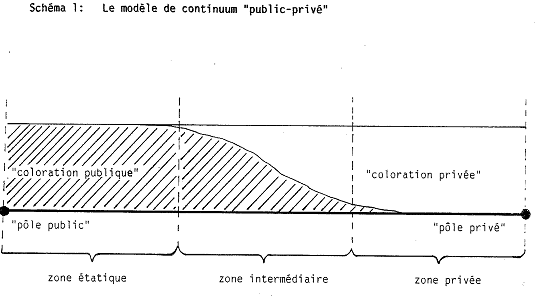 Schéma 1: Le modèle de continuum "public-privé"
"coloration publique" "coloration privée"
"pôle public" "pôle privé"
zone étatique zone intermédiaire zone privée